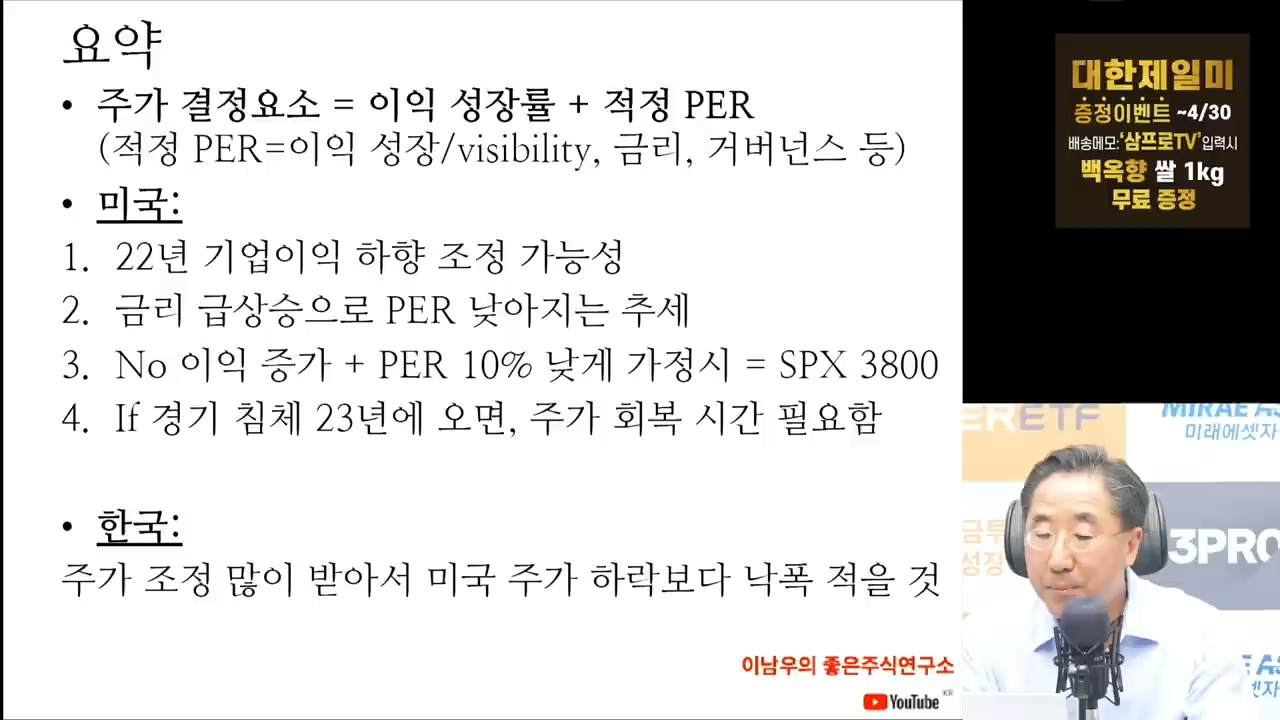 요약
• 주가 결정요소 = 이익 성장률 + 적정 PER
(적정 PER=이익 성장/visibility, 금리, 거버넌스 등)
• 미국:
1. 22년 기업이익 하향 조정 가능성
2. 금리 급상승으로 PER 낮아지는 추세
3. No 이익 증가 + PER 10% 낮게 가정시 = SPX 3800
4. If 경기 침체 23년에 오면, 주가 회복 시간 필요함
• 한국:
주가 조정 많이 받아서 미국 주가 하락보다 낙폭 적을 것
이남우의 좋은주식연구소
YouTube KR
대한제일미
증정이벤트 ~4/30
배송메모:'삼프로TV'입력시
백옥향 쌀 1kg
무료 증정
ERETF
MIRAE AS
미래에셋자
금투
성장
3PRO
E AS
셋자